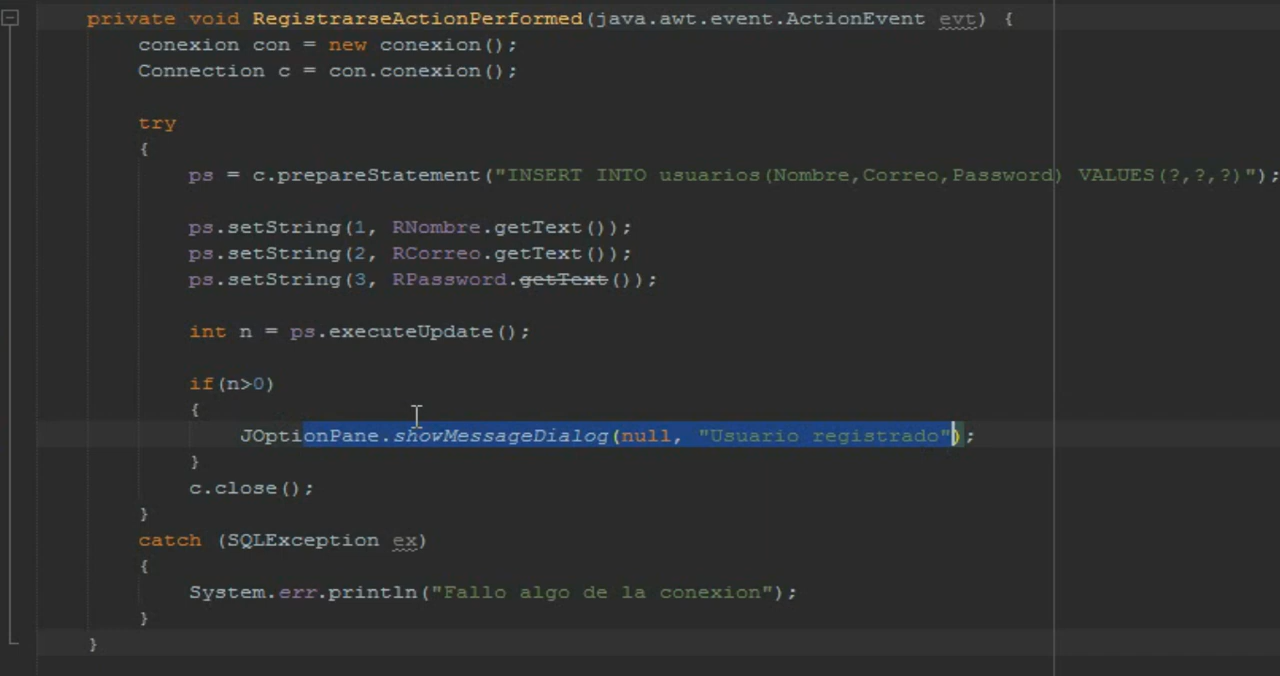 private void RegistrarseActionPerformed(java.awt.event.ActionEvent evt) {
conexion con = new conexion();
Connection c = con.conexion();
try
{
ps = c.prepareStatement("INSERT INTO usuarios(Nombre,Correo,Password) VALUES(?,?,?)");
ps.setString(1, RNombre.getText());
ps.setString(2, RCorreo.getText());
ps.setString(3, RPassword.getText());
int n = ps.executeUpdate();
if(n>0)
{
JOptionPane.showMessageDialog(null, "Usuario registrado");
}
c.close();
}
catch (SQLException ex)
{
System.err.println("Fallo algo de la conexion");
}
}